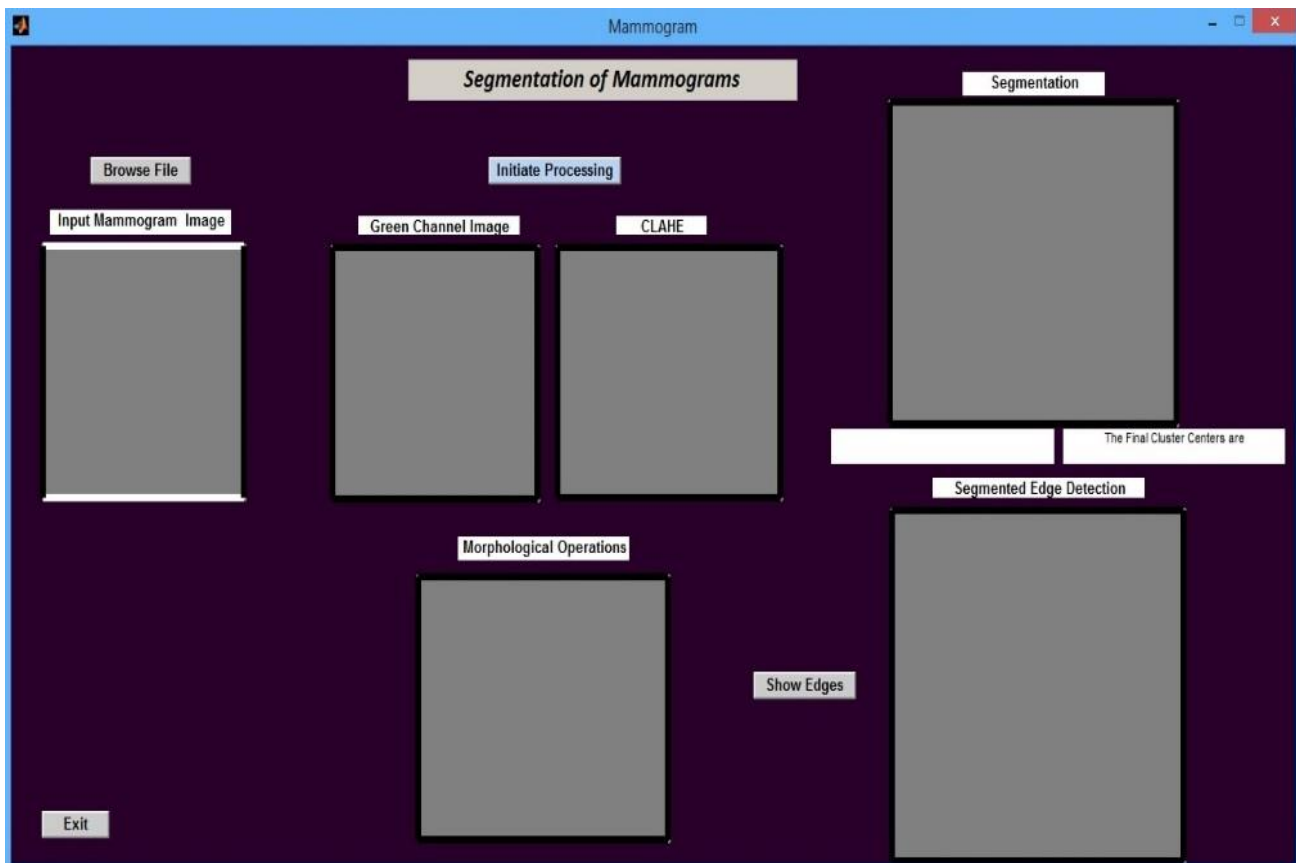 Mammogram
Segmentation of Mammograms
Segmentation
Browse File
Initiate Processing
Input Mammogram Image
Green Channel Image
CLAHE
The Final Cluster Centers are
Segmented Edge Detection
Morphological Operations
Show Edges
Exit